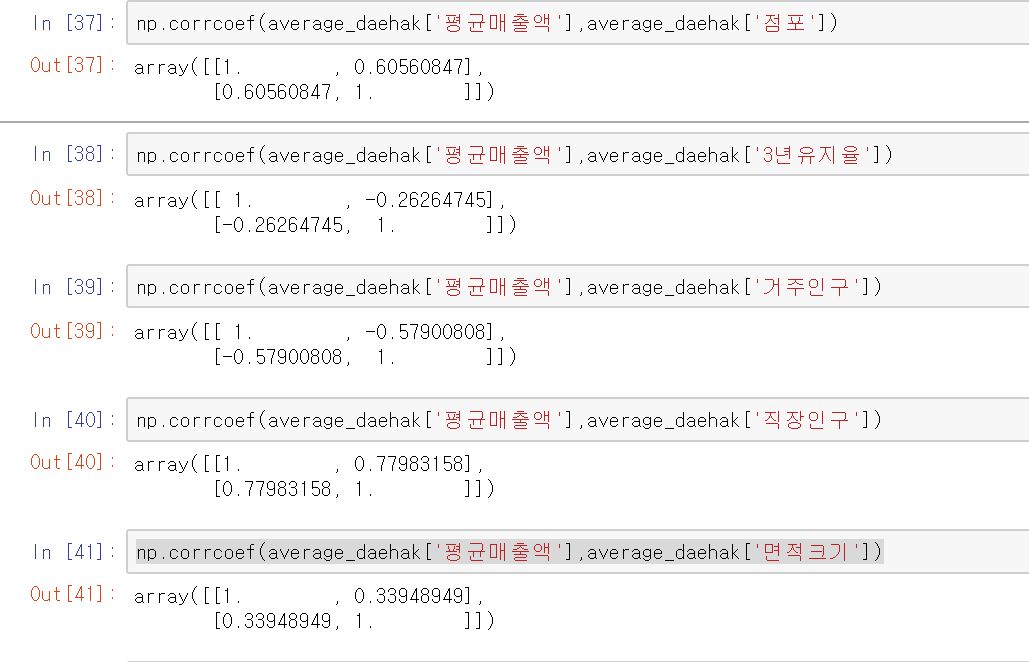 In [37]: np.corrcoef(average_daehak['평균매출액'],average_daehak['점포'])
Out[37]: array([[1.        , 0.60560847],
       [0.60560847, 1.        ]])
In [38]: np.corrcoef(average_daehak['평균매출액'],average_daehak['3년유지율'])
Out[38]: array([[ 1.        , -0.26264745],
       [-0.26264745,  1.        ]])
In [39]: np.corrcoef(average_daehak['평균매출액'],average_daehak['거주인구'])
Out[39]: array([[ 1.        , -0.57900808],
       [-0.57900808,  1.        ]])
In [40]: np.corrcoef(average_daehak['평균매출액'],average_daehak['직장인구'])
Out[40]: array([[1.        , 0.77983158],
       [0.77983158, 1.        ]])
In [41]: np.corrcoef(average_daehak['평균매출액'],average_daehak['면적크기'])
Out[41]: array([[1.        , 0.33948949],
       [0.33948949, 1.        ]])